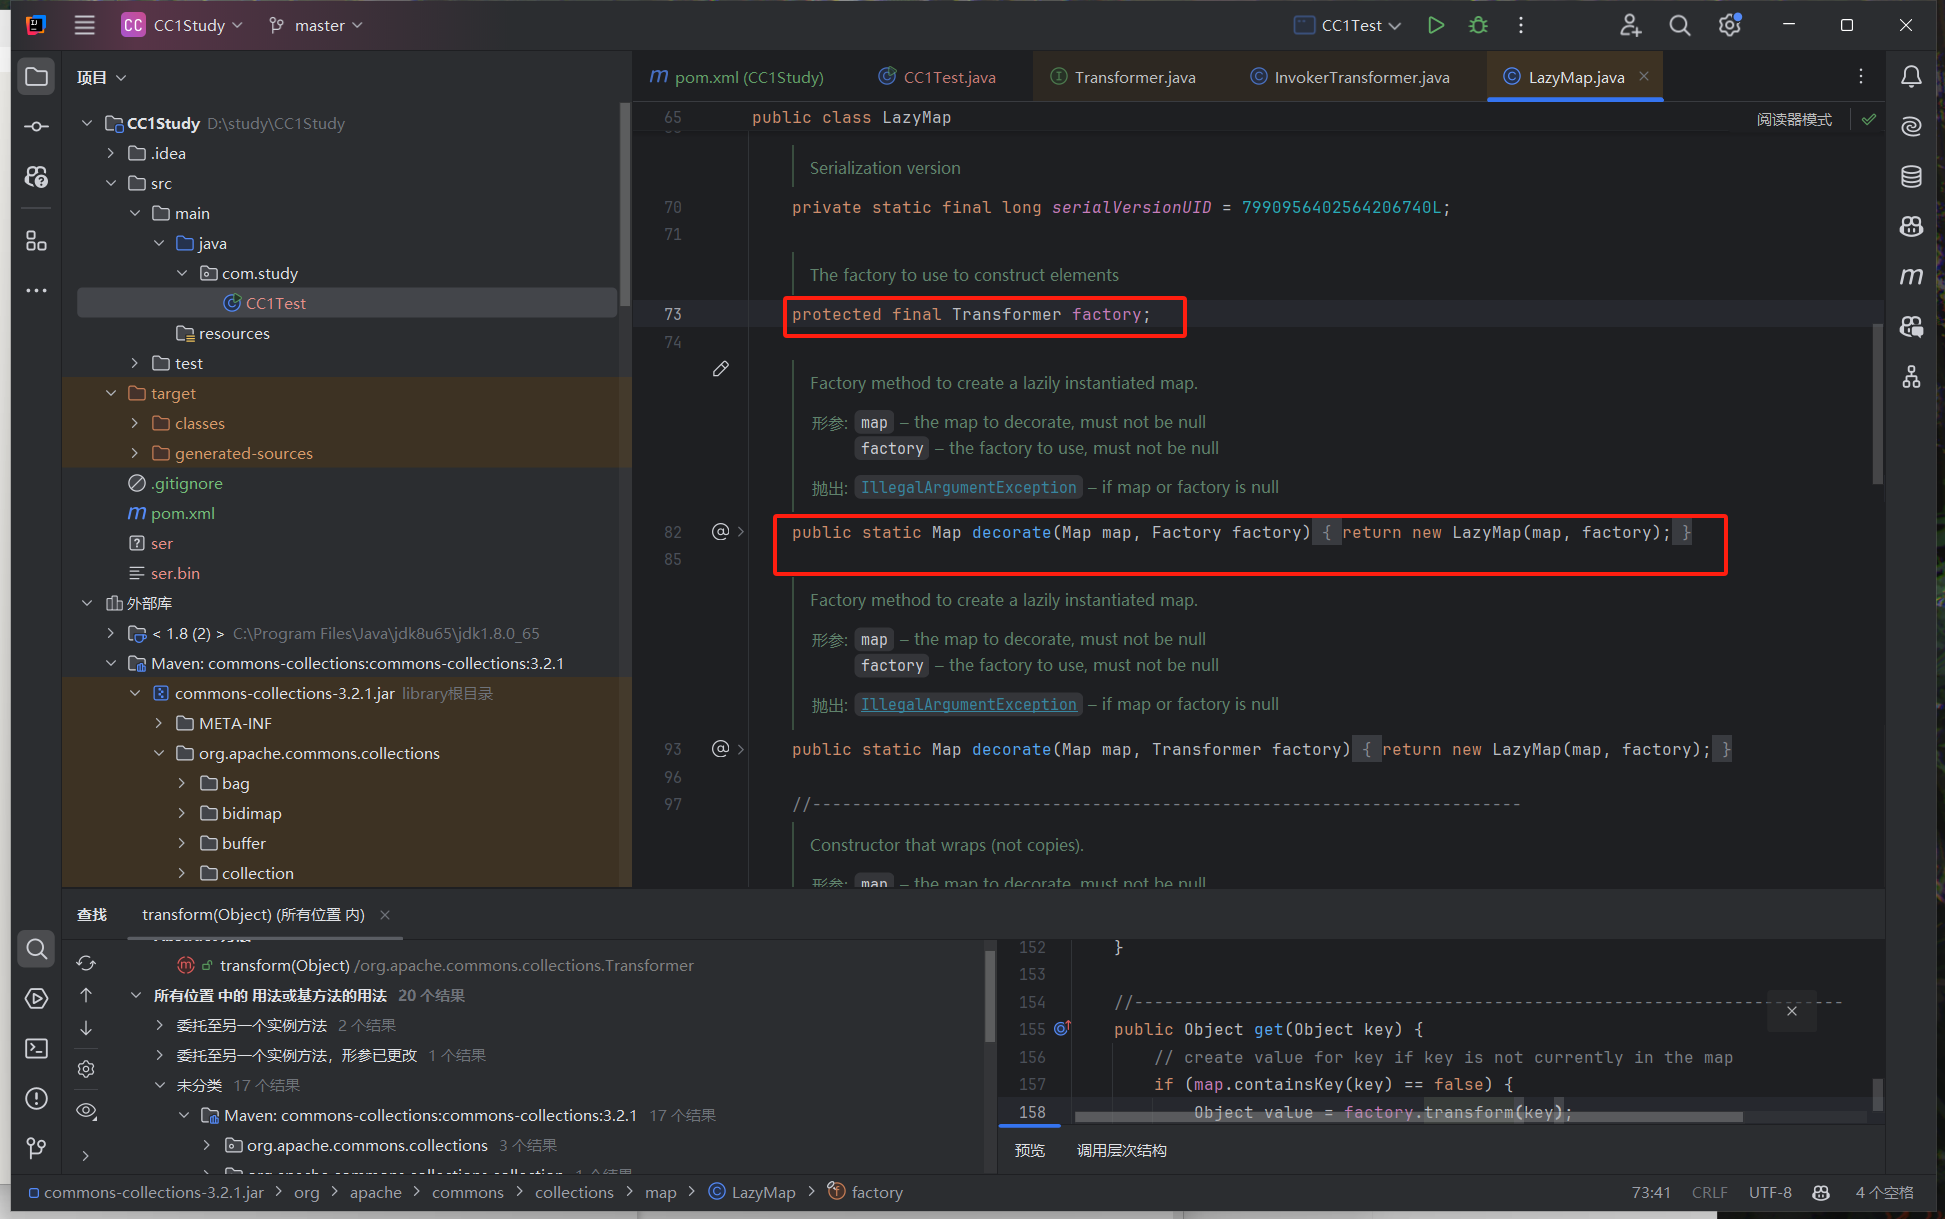 CC CC1Study master CC1Test
项目
pom.xml (CC1Study) CC1Test.java Transformer.java InvokerTransformer.java LazyMap.java
CC1Study D:\study\CC1Study
.idea
src
main
java
com.study
CC1Test
resources
test
target
classes
generated-sources
.gitignore
pom.xml
ser
ser.bin
外部库
< 1.8 (2) > C:\Program Files\Java\jdk8u65\jdk1.8.0_65
Maven: commons-collections:commons-collections:3.2.1
commons-collections-3.2.1.jar library根目录
META-INF
org.apache.commons.collections
bag
bidimap
buffer
collection
65 public class LazyMap 阅读器模式
Serialization version
70 private static final long serialVersionUID = 7990956402564206740L;
71
The factory to use to construct elements
73 protected final Transformer factory;
74
Factory method to create a lazily instantiated map.
形参: map – the map to decorate, must not be null
factory – the factory to use, must not be null
抛出: IllegalArgumentException – if map or factory is null
82 public static Map decorate(Map map, Factory factory) { return new LazyMap(map, factory); }
85
Factory method to create a lazily instantiated map.
形参: map – the map to decorate, must not be null
factory – the factory to use, must not be null
抛出: IllegalArgumentException – if map or factory is null
93 public static Map decorate(Map map, Transformer factory) { return new LazyMap(map, factory); }
96
97 //-----------------------------------------------------------------------
Constructor that wraps (not copies).
形参: map – the map to decorate, must not be null
查找 transform(Object) (所有位置 内)
transform(Object) /org.apache.commons.collections.Transformer
所有位置 中的 用法或基方法的用法 20 个结果
委托至另一个实例方法 2 个结果
委托至另一个实例方法，形参已更改 1 个结果
未分类 17 个结果
Maven: commons-collections:commons-collections:3.2.1 17 个结果
org.apache.commons.collections 3 个结果
org.apache.commons.collections.collection 1 个结果
152 }
153
154 //-----------------------------------------------------------------------
155 public Object get(Object key) {
156 // create value for key if key is not currently in the map
157 if (map.containsKey(key) == false) {
158 Object value = factory.transform(key);
预览 调用层次结构
commons-collections-3.2.1.jar > org > apache > commons > collections > map > LazyMap > factory
73:41 CRLF UTF-8 4 个空格